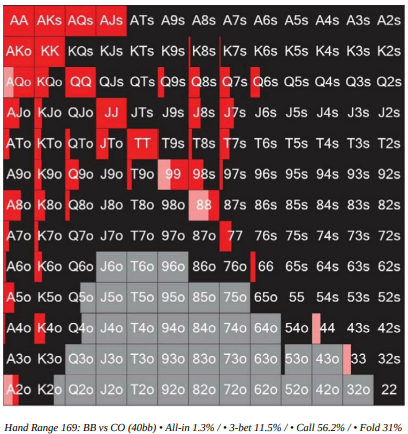 AA AKs AQs AJs ATs A9s A8s A7s A6s A5s A4s A3s A2s
AKo KK KQs KJs KTs K9s K8s K7s K6s K5s K4s K3s K2s
AQo KQo QQ QJs QTs Q9s Q8s Q7s Q6s Q5s Q4s Q3s Q2s
AJo KJo QJo JJ JTs J9s J8s J7s J6s J5s J4s J3s J2s
ATo KTo QTo JTo TT T9s T8s T7s T6s T5s T4s T3s T2s
A9o K9o Q9o J9o T9o 99 98s 97s 96s 95s 94s 93s 92s
A8o K8o Q8o J8o T8o 98o 88 87s 86s 85s 84s 83s 82s
A7o K7o Q7o J7o T7o 97o 87o 77 76s 75s 74s 73s 72s
A6o K6o Q6o J6o T6o 96o 86o 76o 66 65s 64s 63s 62s
A5o K5o Q5o J5o T5o 95o 85o 75o 65o 55 54s 53s 52s
A4o K4o Q4o J4o T4o 94o 84o 74o 64o 54o 44 43s 42s
A3o K3o Q3o J3o T3o 93o 83o 73o 63o 53o 43o 33 32s
A2o K2o Q2o J2o T2o 92o 82o 72o 62o 52o 42o 32o 22
Hand Range 169: BB vs CO (40bb) • All-in 1.3% / • 3-bet 11.5% / • Call 56.2% / • Fold 31%